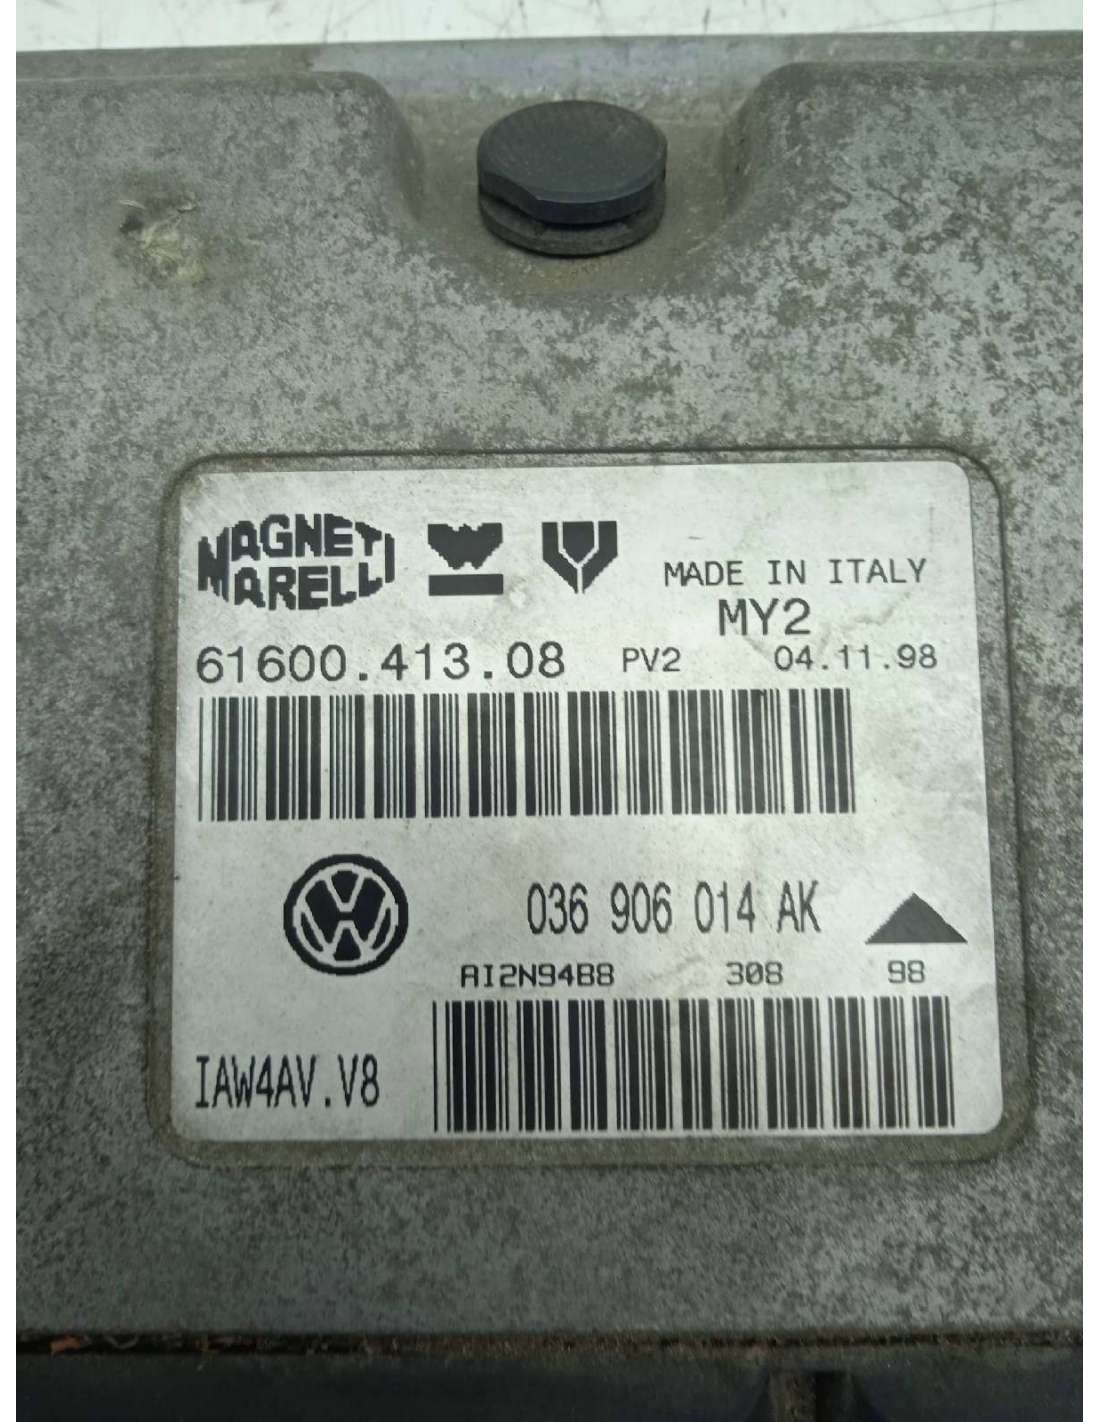 MAGNETI
MARELLI
MADE IN ITALY
MY2
61600.413.08 PV2 04.11.98
036 906 014 AK
AI2N94B8 308 98
IAW4AV.V8